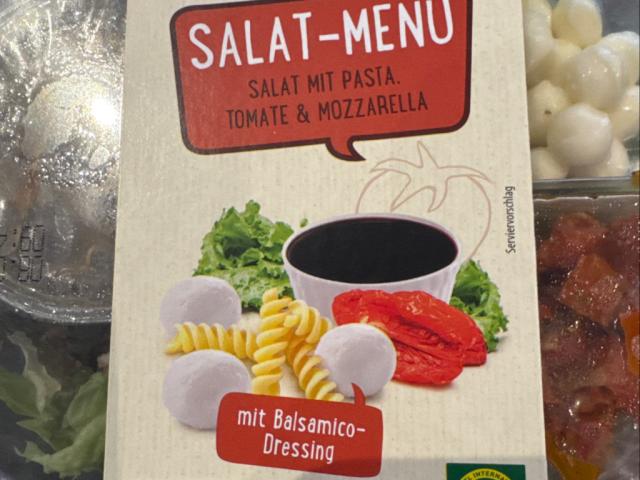 SALAT-MENÜ
SALAT MIT PASTA,
TOMATE & MOZZARELLA
Serviervorschlag
mit Balsamico-
Dressing